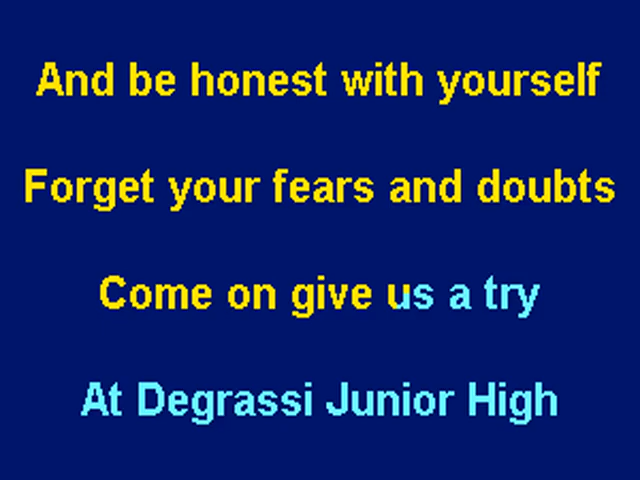 And be honest with yourself
Forget your fears and doubts
Come on give us a try
At Degrassi Junior High